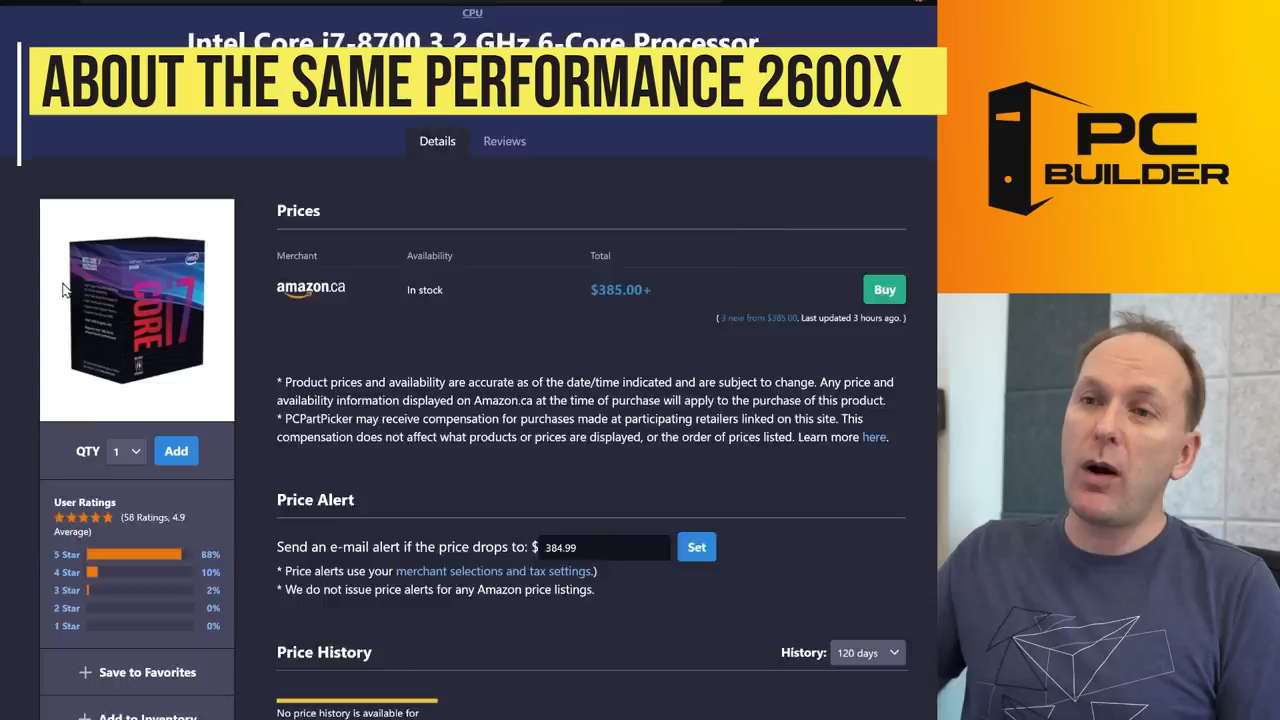 CPU
Intel Core i7-8700 3.2 GHz 6-Core Processor
ABOUT THE SAME PERFORMANCE 2600X
PC
BUILDER
Details
Reviews
Prices
Merchant
Availability
Total
amazon.ca
In stock
$385.00+
Buy
( 3 new from $385.00. Last updated 3 hours ago. )
* Product prices and availability are accurate as of the date/time indicated and are subject to change. Any price and
availability information displayed on Amazon.ca at the time of purchase will apply to the purchase of this product.
* PCPartPicker may receive compensation for purchases made at participating retailers linked on this site. This
compensation does not affect what products or prices are displayed, or the order of prices listed. Learn more here.
intel
CORE i7
QTY 1
Add
User Ratings
(58 Ratings, 4.9
Average)
5 Star 88%
4 Star 10%
3 Star 2%
2 Star 0%
1 Star 0%
+ Save to Favorites
+ Add to Inventory
Price Alert
Send an e-mail alert if the price drops to: $ 384.99
Set
* Price alerts use your merchant selections and tax settings.)
* We do not issue price alerts for any Amazon price listings.
Price History
History: 120 days
No price history is available for